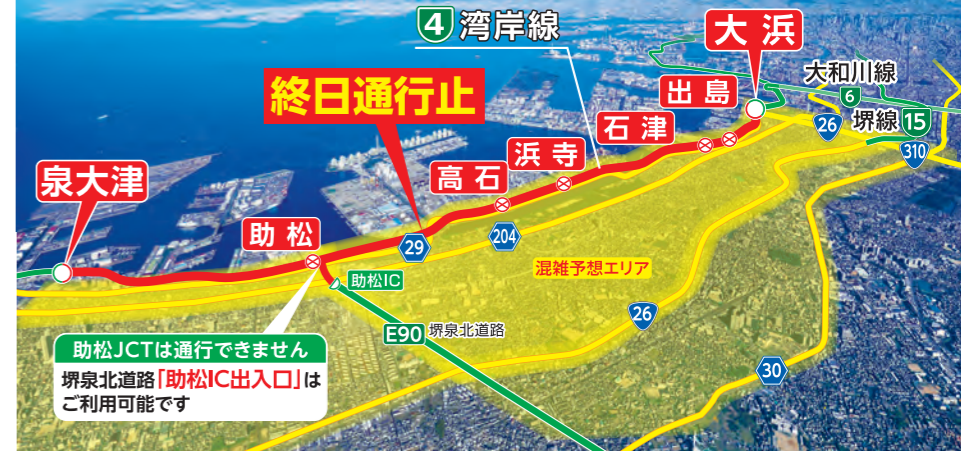 4 湾岸線
大浜
終日通行止
大和川線
6
出島
堺線 15
26
石津
310
浜寺
高石
泉大津
助松
29
204
混雑予想エリア
助松IC
26
E90 堺泉北道路
30
助松JCTは通行できません
堺泉北道路「助松IC出入口」は
ご利用可能です